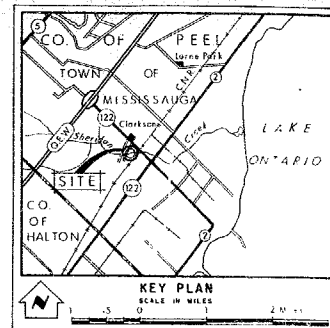 5
CO. OF PEEL
Lorne Park
TOWN OF
C.N.R.
2
MISSISSAUGA
122
Clarkson
Q.E.W.
Sheridan
Creek
LAKE
ONTARIO
SITE
122
CO.
OF
HALTON
2
KEY PLAN
SCALE IN MILES
N
1 .5 0 1 2